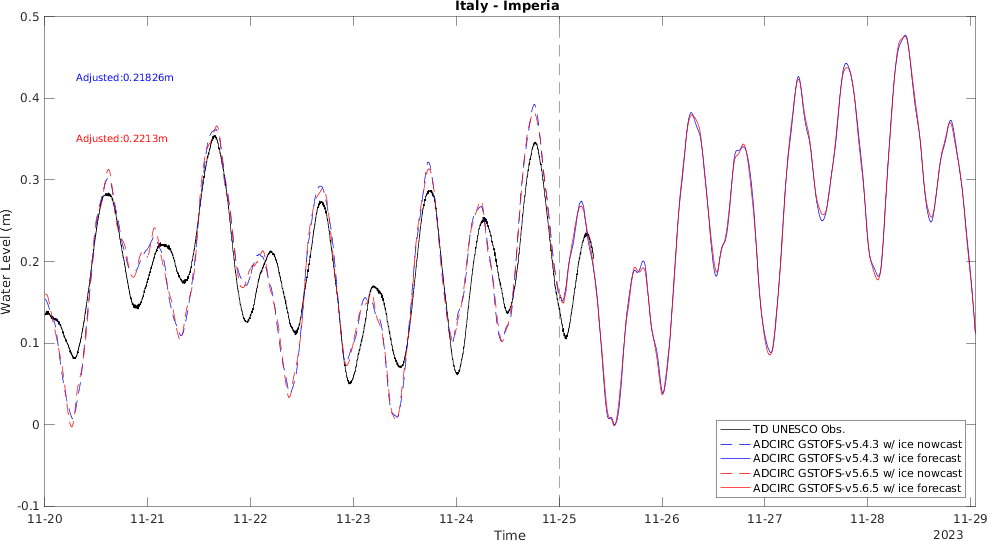 Italy - Imperia
Water Level (m)
0.5
0.4
0.3
0.2
0.1
0
-0.1
Adjusted:0.21826m
Adjusted:0.2213m
TD UNESCO Obs.
ADCIRC GSTOFS-v5.4.3 w/ ice nowcast
ADCIRC GSTOFS-v5.4.3 w/ ice forecast
ADCIRC GSTOFS-v5.6.5 w/ ice nowcast
ADCIRC GSTOFS-v5.6.5 w/ ice forecast
11-20 11-21 11-22 11-23 11-24 11-25 11-26 11-27 11-28 11-29
Time
2023